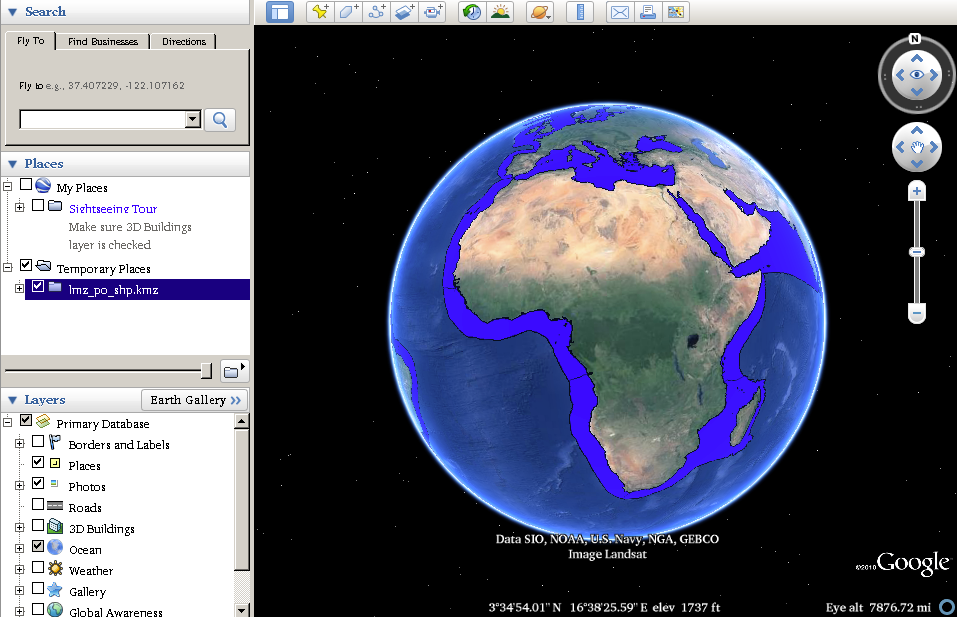 Search
Fly To
Find Businesses
Directions
Fly to e.g., 37.407229, -122.107162
Places
My Places
Sightseeing Tour
Make sure 3D Buildings
layer is checked
Temporary Places
lmz_po_shp.kmz
Layers
Earth Gallery »
Primary Database
Borders and Labels
Places
Photos
Roads
3D Buildings
Ocean
Weather
Gallery
Global Awareness
N
Data SIO, NOAA, U.S. Navy, NGA, GEBCO
Image Landsat
©2010 Google
3°34'54.01" N 16°38'25.59" E elev 1737 ft
Eye alt 7876.72 mi